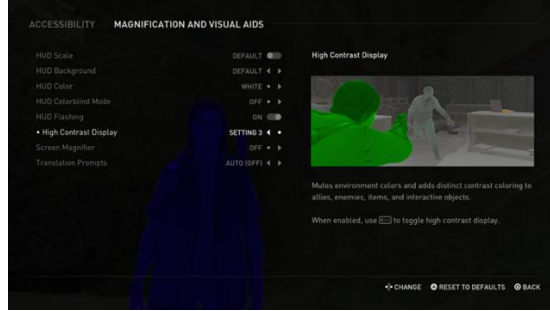 ACCESSIBILITY MAGNIFICATION AND VISUAL AIDS
HUD Scale DEFAULT
HUD Background DEFAULT
HUD Color WHITE
HUD Colorblind Mode OFF
HUD Flashing ON
• High Contrast Display SETTING 3
Screen Magnifier OFF
Translation Prompts AUTO (OFF)
High Contrast Display
Mutes environment colors and adds distinct contrast coloring to
allies, enemies, items, and interactive objects.
When enabled, use to toggle high contrast display.
CHANGE RESET TO DEFAULTS BACK